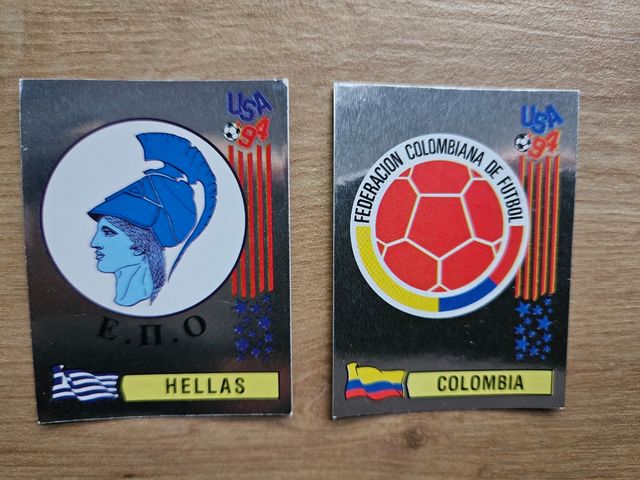 USA
94
Ε.Π.Ο
HELLAS
USA
94
FEDERACION COLOMBIANA DE FUTBOL
COLOMBIA